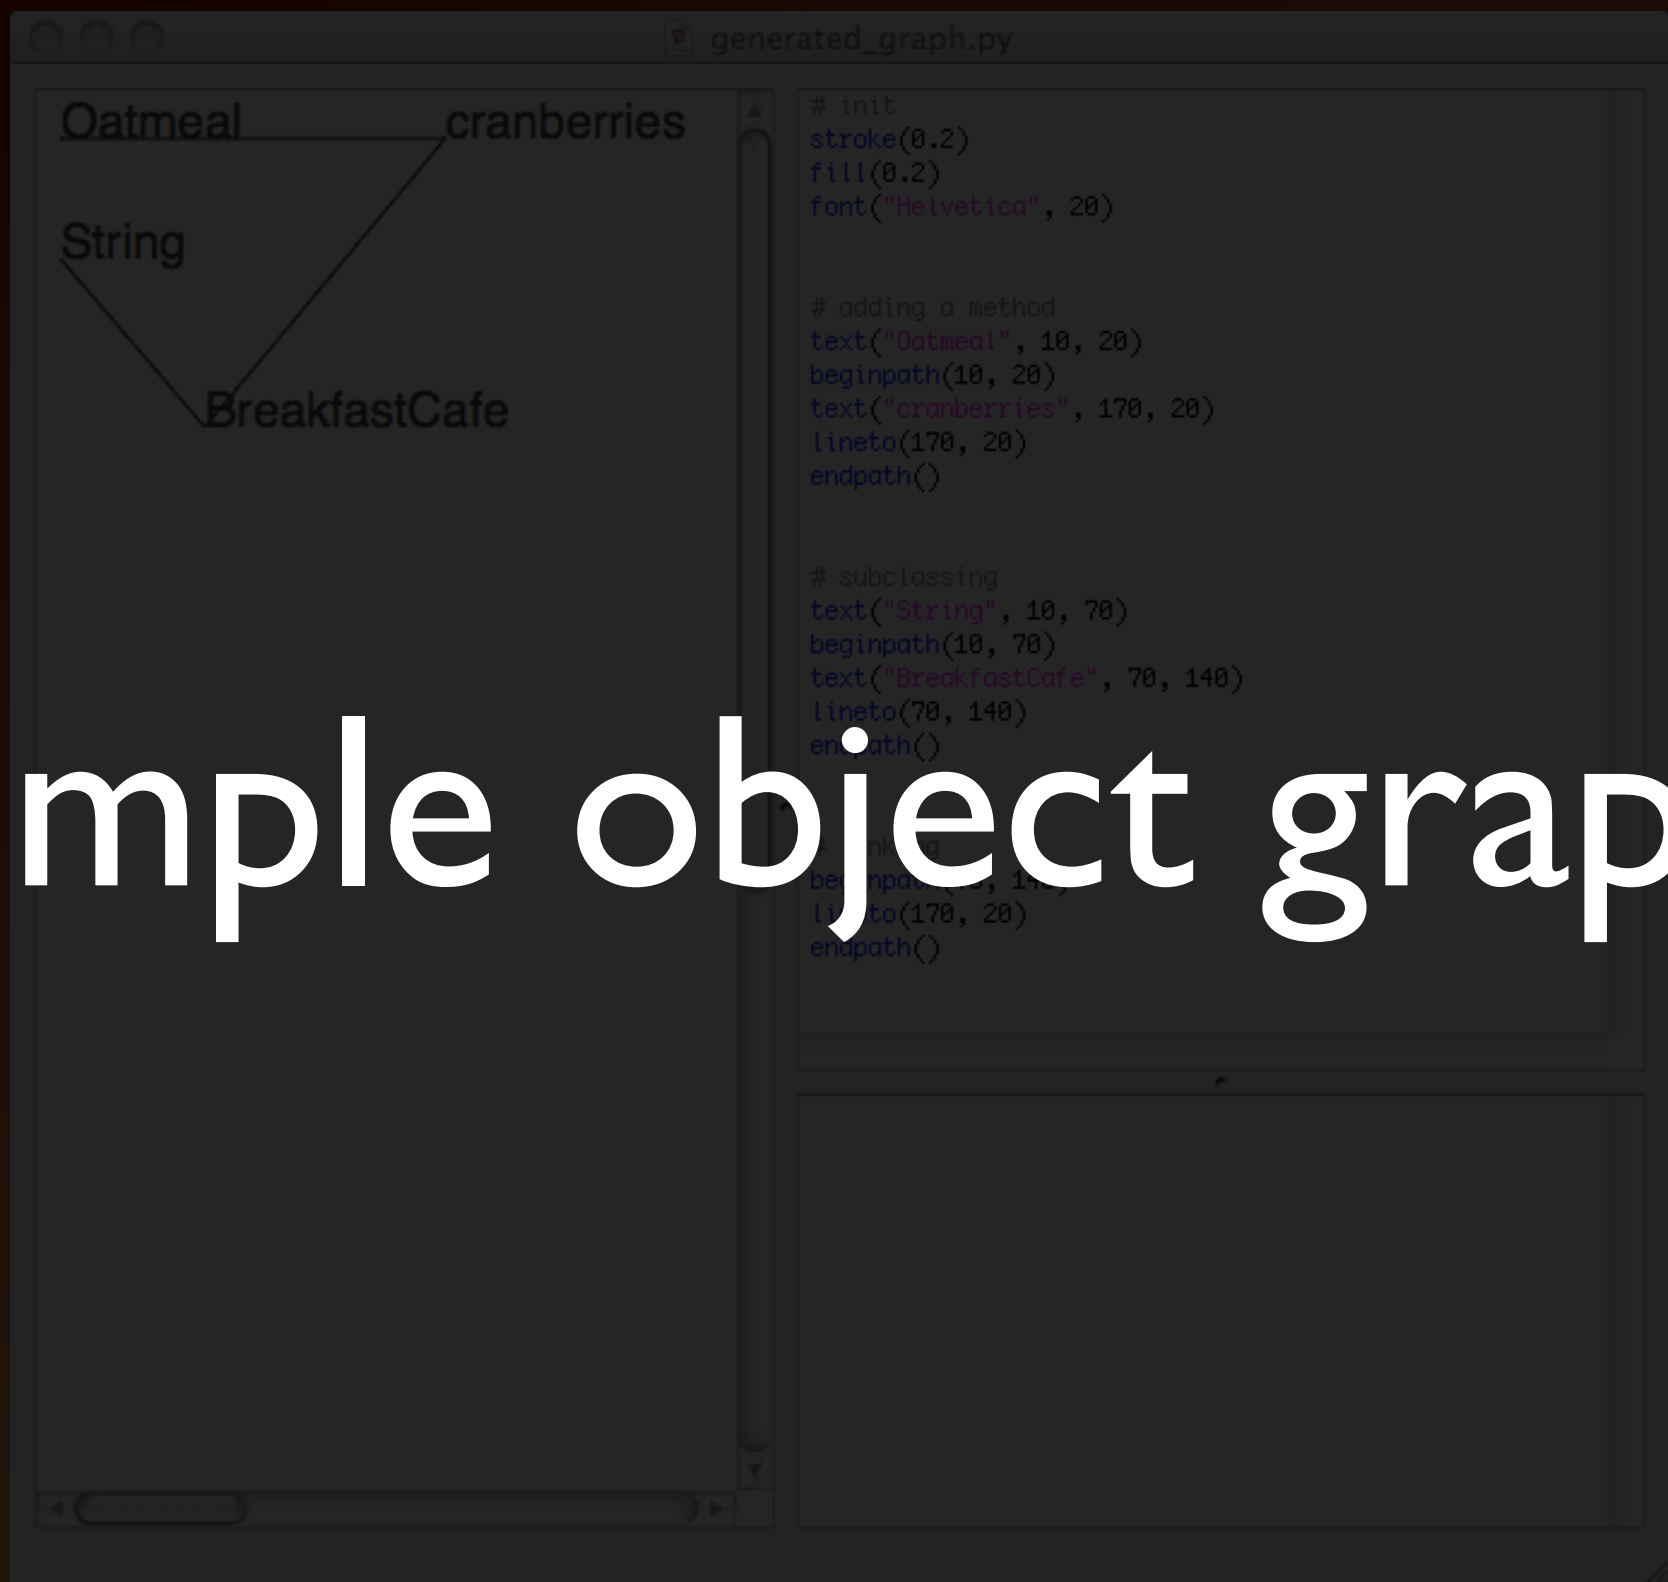 generated_graph.py
Oatmeal cranberries
String
BreakfastCafe
# init
stroke(0.2)
fill(0.2)
font("Helvetica", 20)
# adding a method
text("Oatmeal", 10, 20)
beginpath(10, 20)
text("cranberries", 170, 20)
lineto(170, 20)
endpath()
# subclassing
text("String", 10, 70)
beginpath(10, 70)
text("BreakfastCafe", 70, 140)
lineto(70, 140)
endpath()
mple object grap
#
lineto(170, 20)
endpath()